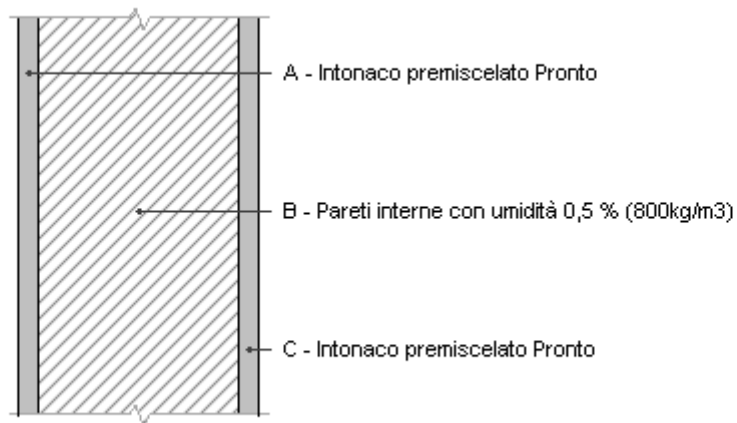 A - Intonaco premiscelato Pronto
B - Pareti interne con umidità 0,5 % (800kg/m3)
C - Intonaco premiscelato Pronto